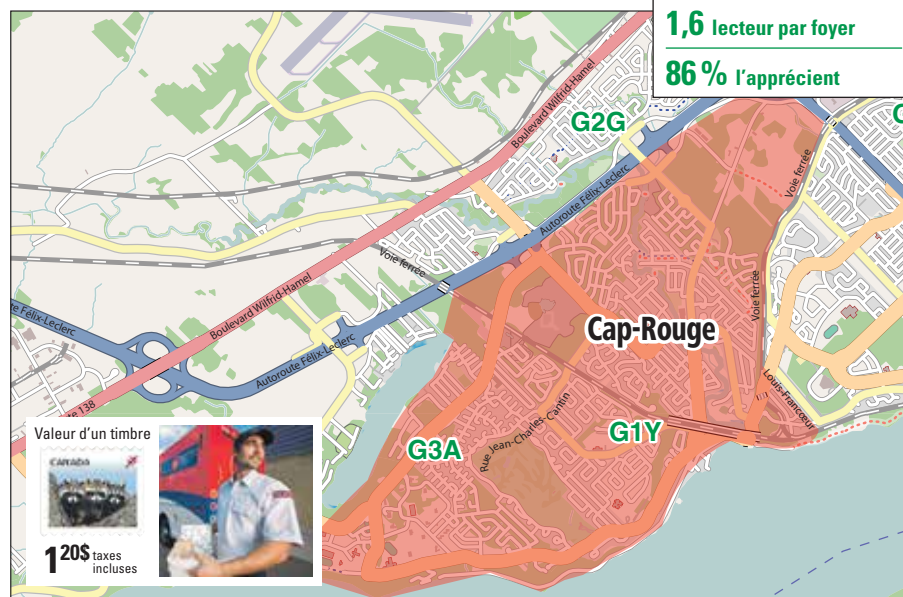 1,6 lecteur par foyer
86 % l'apprécient
G2G
Boulevard Wilfrid-Hamel
Autoroute Félix-Leclerc
Voie ferrée
Voie ferrée
Boulevard Wilfrid-Hamel
Voie ferrée
Cap-Rouge
te Félix-Leclerc
Autoroute Félix-Leclerc
Louis-Francœur
Rue Jean-Charles-Cantin
G1Y
G3A
138
Valeur d'un timbre
CANADA
1 20$ taxes
incluses